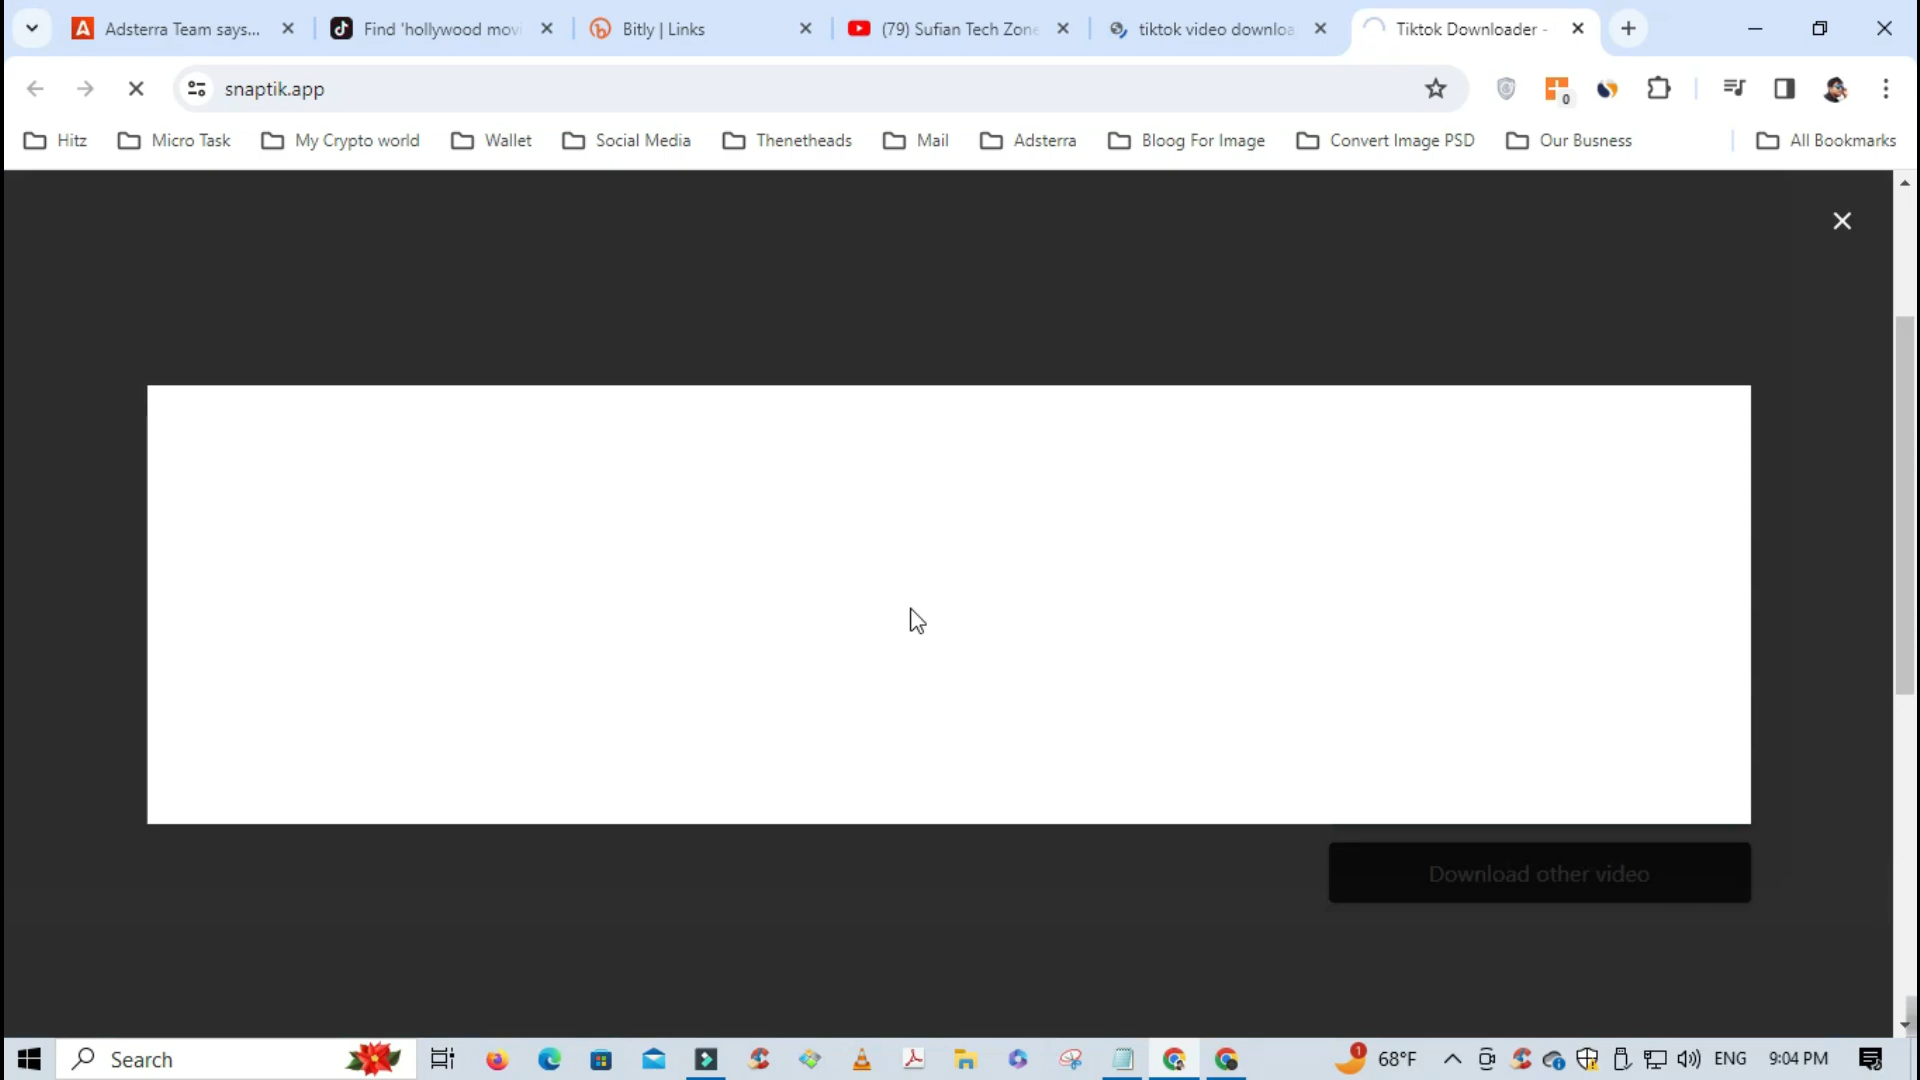 Adsterra Team says...
Find 'hollywood movi
Bitly | Links
(79) Sufian Tech Zone
tiktok video downloa
Tiktok Downloader -
snaptik.app
0
Hitz
Micro Task
My Crypto world
Wallet
Social Media
Thenetheads
Mail
Adsterra
Bloog For Image
Convert Image PSD
Our Busness
All Bookmarks
Download other video
Search
1
68°F
ENG
9:04 PM